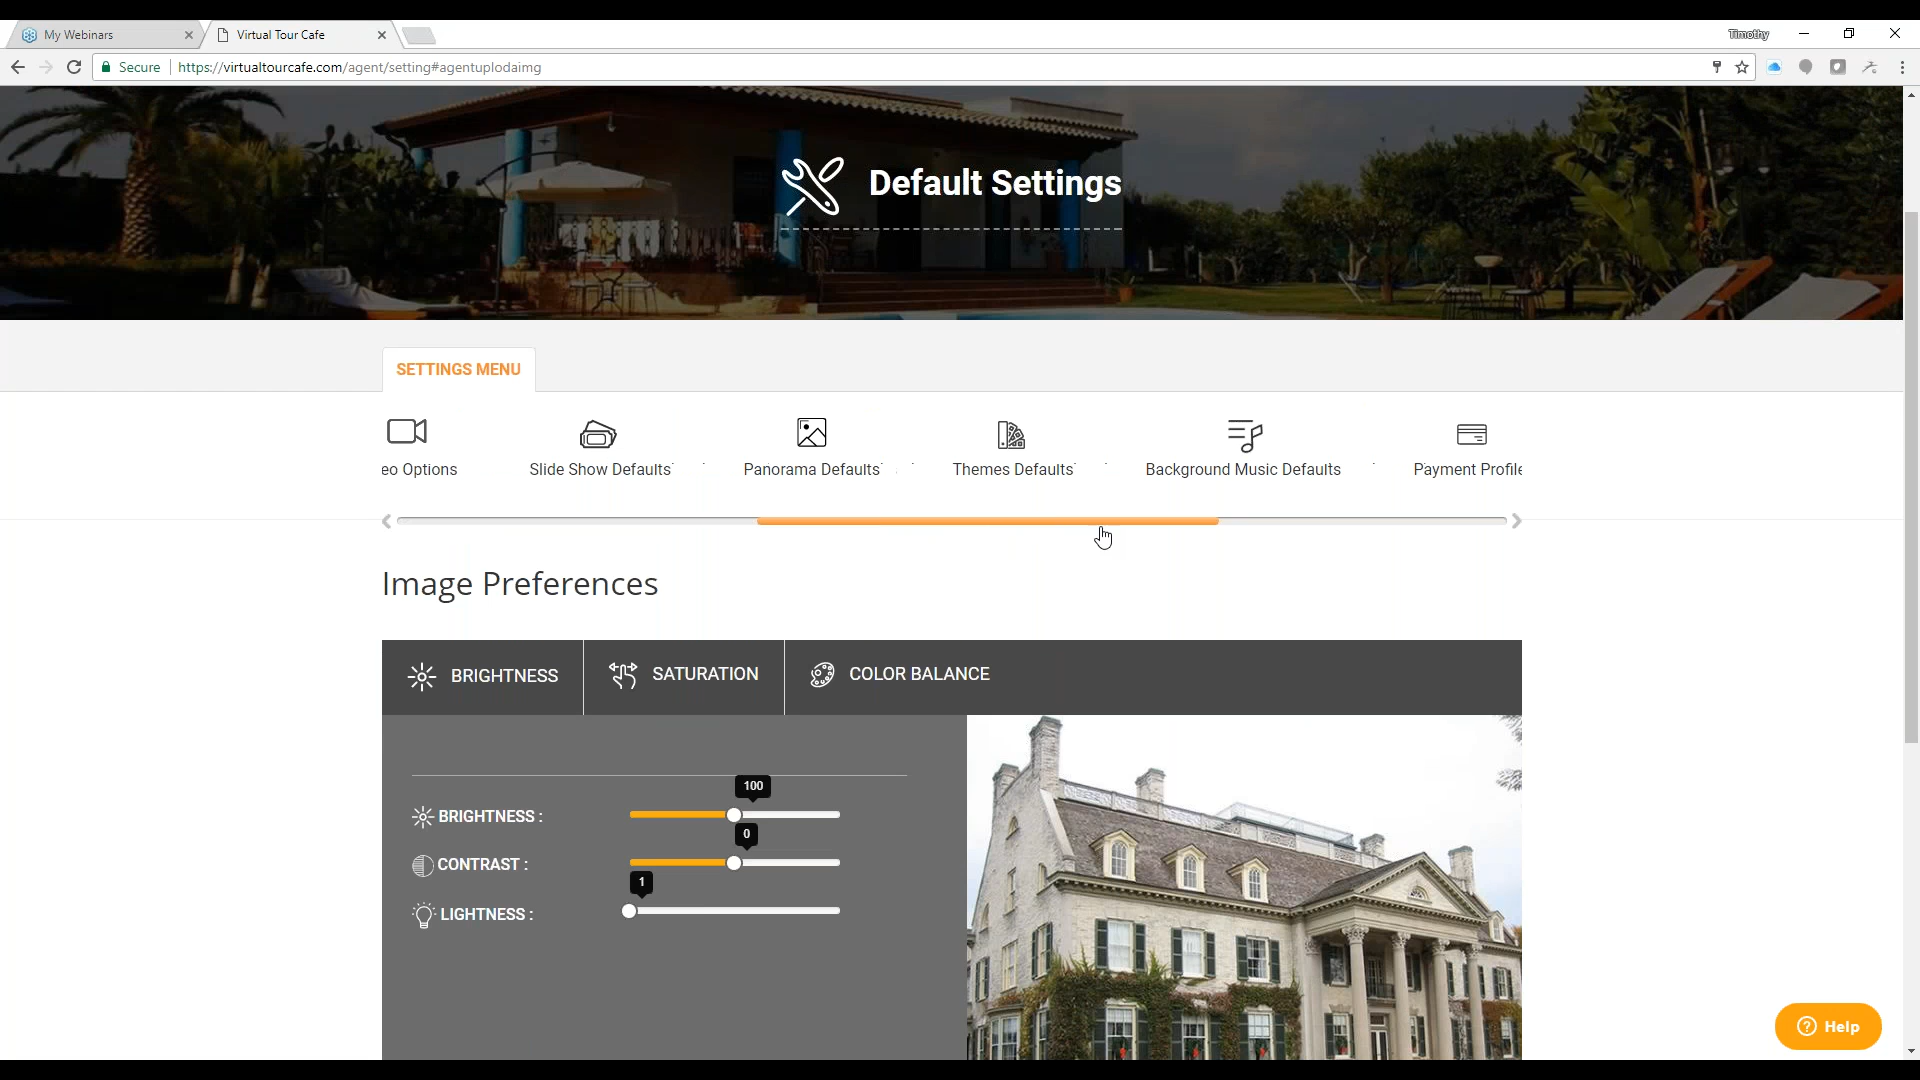 My Webinars
Virtual Tour Cafe
Timothy
Secure
https://virtualtourcafe.com/agent/setting#agentuplodaimg
Default Settings
SETTINGS MENU
eo Options
Slide Show Defaults
Panorama Defaults
Themes Defaults
Background Music Defaults
Payment Profile
Image Preferences
BRIGHTNESS
SATURATION
COLOR BALANCE
100
BRIGHTNESS :
0
CONTRAST :
1
LIGHTNESS :
Help